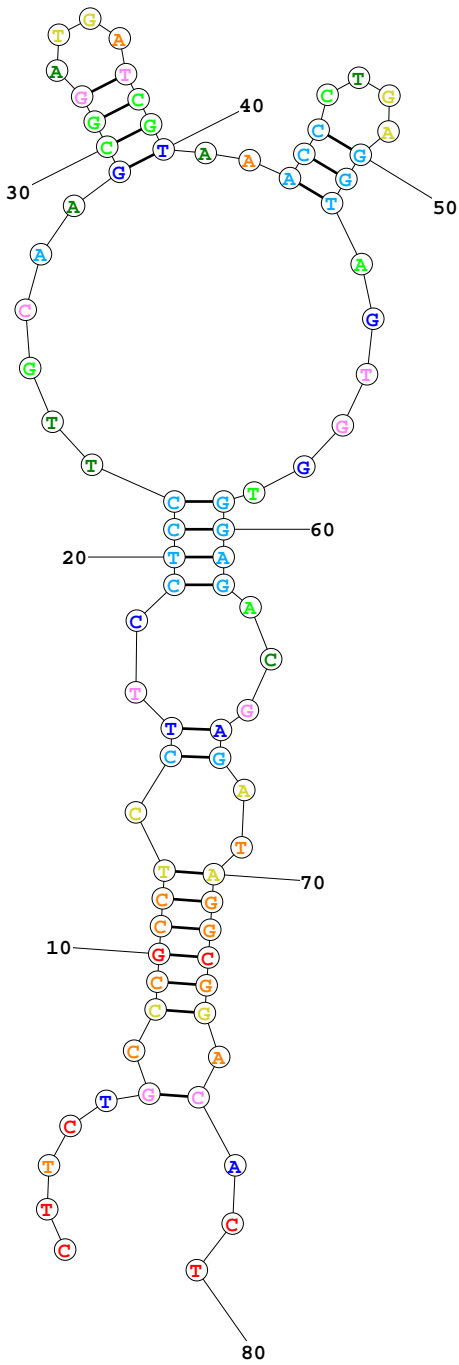 G
T A
A T T
G C C G
40
G G C A
C T A A C G
30 G A G 50
A T
A A
C G
G T
T G
T G
T
C G
C G 60
20 T A
C G
C A
C
T G
T A
C G
C A
T
T A 70
C G
C G
10 G C
C G
C G
C A
T G C
C
T A
T C
C T
80